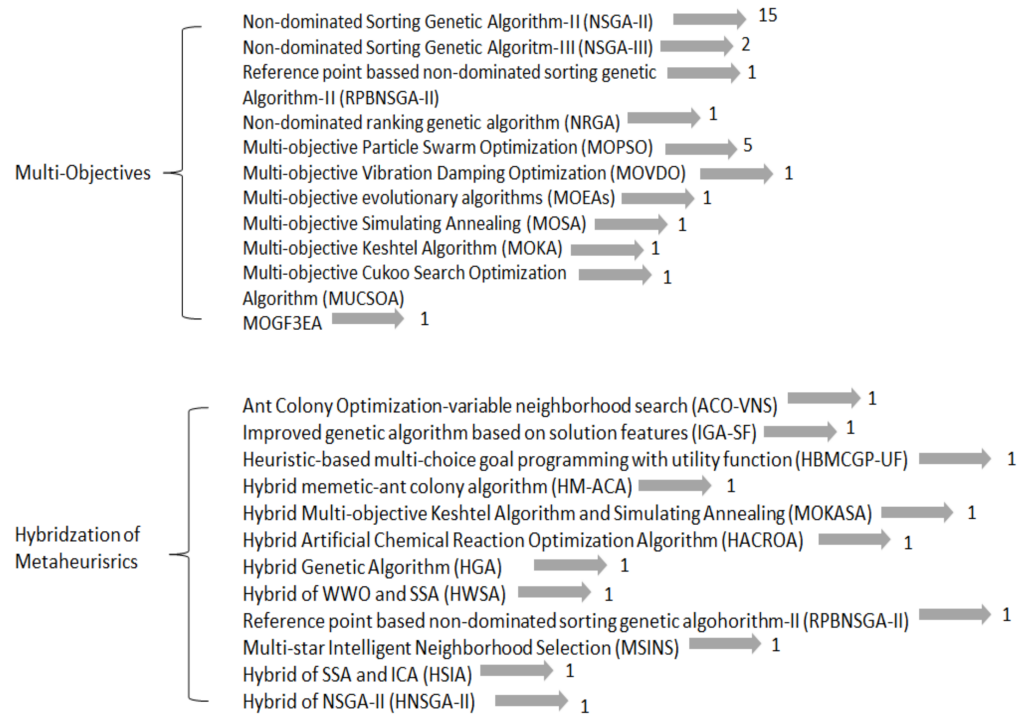 Non-dominated Sorting Genetic Algorithm-II (NSGA-II) 15
Non-dominated Sorting Genetic Algoritm-III (NSGA-III) 2
Reference point bassed non-dominated sorting genetic 1
Algorithm-II (RPBNSGA-II)
Non-dominated ranking genetic algorithm (NRGA) 1
Multi-objective Particle Swarm Optimization (MOPSO) 5
Multi-Objectives
Multi-objective Vibration Damping Optimization (MOVDO) 1
Multi-objective evolutionary algorithms (MOEAs) 1
Multi-objective Simulating Annealing (MOSA) 1
Multi-objective Keshtel Algorithm (MOKA) 1
Multi-objective Cukoo Search Optimization 1
Algorithm (MUCSOA)
MOGF3EA 1
Ant Colony Optimization-variable neighborhood search (ACO-VNS) 1
Improved genetic algorithm based on solution features (IGA-SF) 1
Heuristic-based multi-choice goal programming with utility function (HBMCGP-UF) 1
Hybrid memetic-ant colony algorithm (HM-ACA) 1
Hybrid Multi-objective Keshtel Algorithm and Simulating Annealing (MOKASA) 1
Hybridzation of
Metaheurisrics
Hybrid Artificial Chemical Reaction Optimization Algorithm (HACROA) 1
Hybrid Genetic Algorithm (HGA) 1
Hybrid of WWO and SSA (HWSA) 1
Reference point based non-dominated sorting genetic algohorithm-II (RPBNSGA-II) 1
Multi-star Intelligent Neighborhood Selection (MSINS) 1
Hybrid of SSA and ICA (HSIA) 1
Hybrid of NSGA-II (HNSGA-II) 1